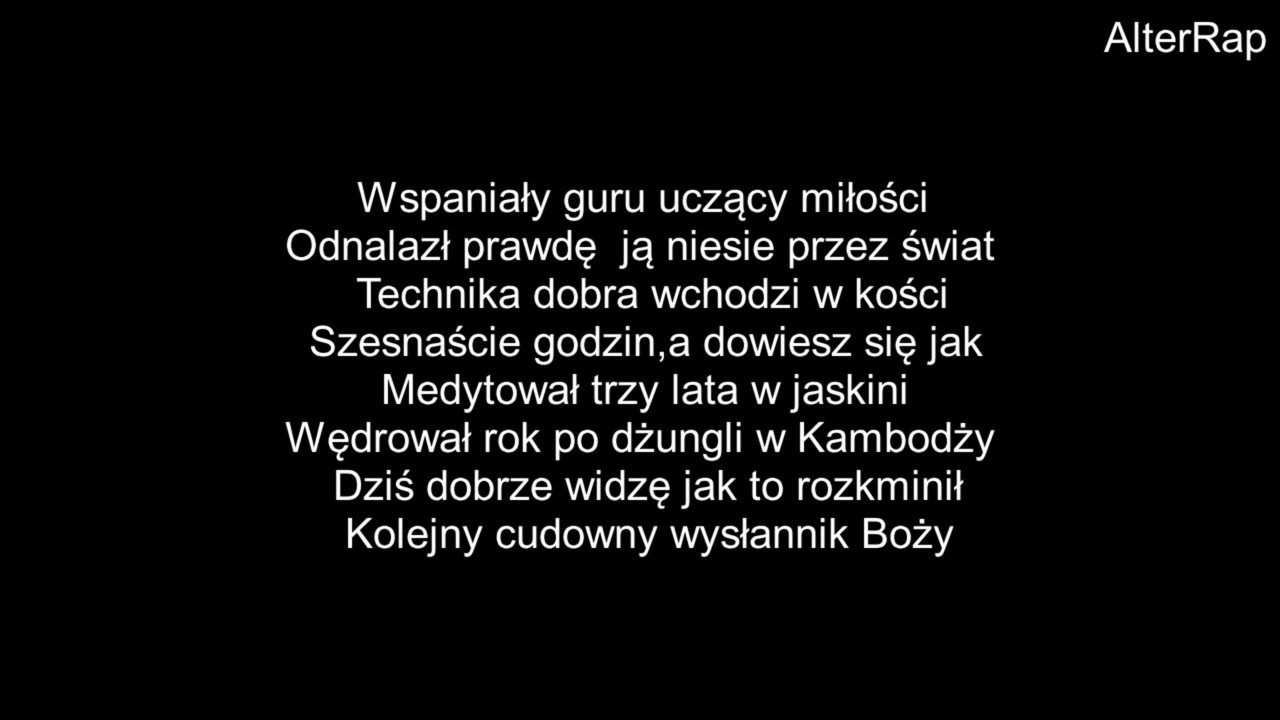 AlterRap
Wspaniały guru uczący miłości
Odnalazł prawdę  ją niesie przez świat
Technika dobra wchodzi w kości
Szesnaście godzin,a dowiesz się jak
Medytował trzy lata w jaskini
Wędrował rok po dżungli w Kambodży
Dziś dobrze widzę jak to rozkminił
Kolejny cudowny wysłannik Boży